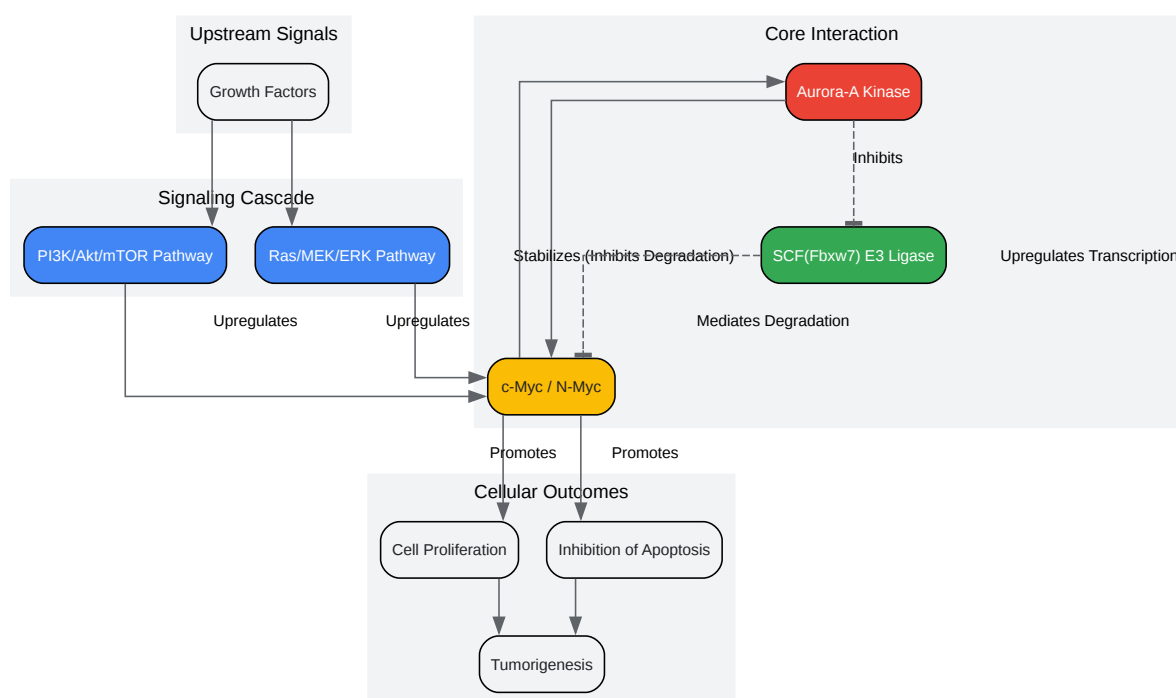 Upstream Signals
Core Interaction
Growth Factors
Aurora-A Kinase
Inhibits
Signaling Cascade
PI3K/Akt/mTOR Pathway
Ras/MEK/ERK Pathway
Stabilizes (Inhibits Degradation)
SCF(Fbxw7) E3 Ligase
Upregulates Transcription
Upregulates
Upregulates
Mediates Degradation
c-Myc / N-Myc
Promotes
Promotes
Cellular Outcomes
Cell Proliferation
Inhibition of Apoptosis
Tumorigenesis